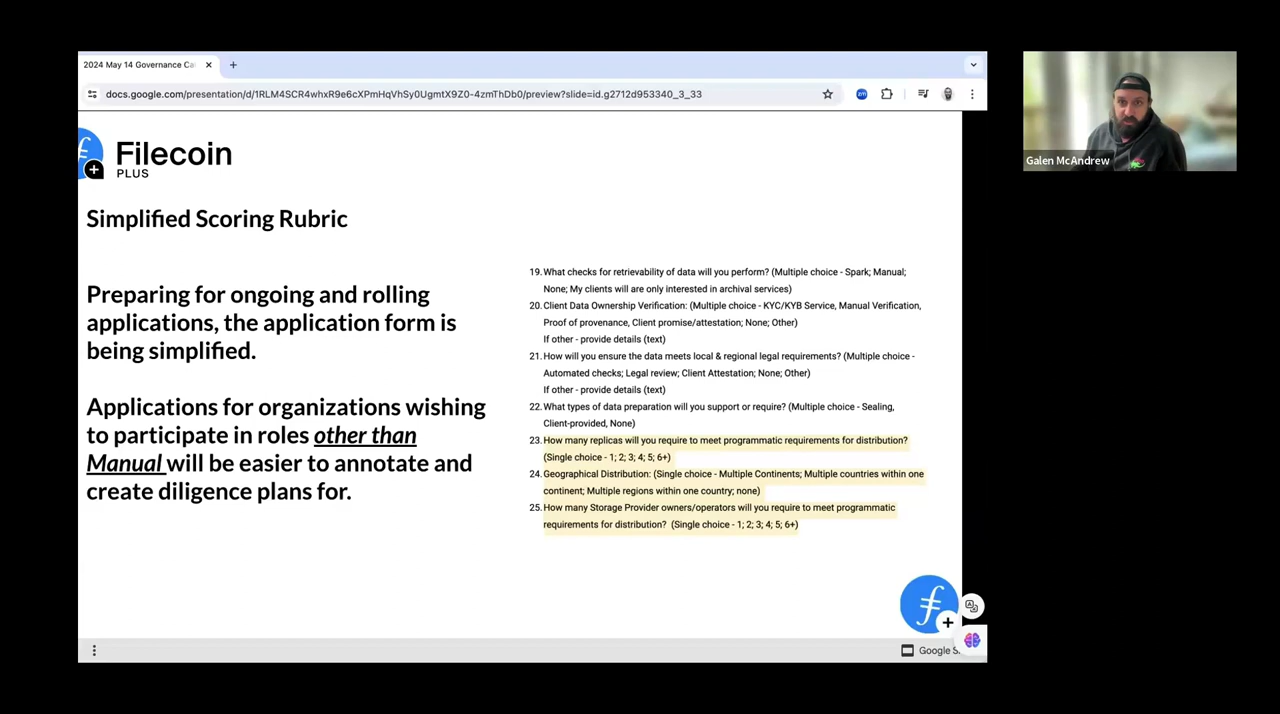 2024 May 14 Governance Ca
docs.google.com/presentation/d/1RLM4SCR4whxR9e6cXPmHqVhSy0UgmtX9Z0-4zmThDb0/preview?slide=id.g2712d953340_3_33
Filecoin
PLUS
Simplified Scoring Rubric
Preparing for ongoing and rolling
applications, the application form is
being simplified.
Applications for organizations wishing
to participate in roles other than
Manual will be easier to annotate and
create diligence plans for.
19. What checks for retrievability of data will you perform? (Multiple choice - Spark; Manual;
None; My clients will are only interested in archival services)
20. Client Data Ownership Verification: (Multiple choice - KYC/KYB Service, Manual Verification,
Proof of provenance, Client promise/attestation; None; Other)
If other - provide details (text)
21. How will you ensure the data meets local & regional legal requirements? (Multiple choice -
Automated checks; Legal review; Client Attestation; None; Other)
If other - provide details (text)
22. What types of data preparation will you support or require? (Multiple choice - Sealing,
Client-provided, None)
23. How many replicas will you require to meet programmatic requirements for distribution?
(Single choice - 1; 2; 3; 4; 5; 6+)
24. Geographical Distribution: (Single choice - Multiple Continents; Multiple countries within one
continent; Multiple regions within one country; none)
25. How many Storage Provider owners/operators will you require to meet programmatic
requirements for distribution? (Single choice - 1; 2; 3; 4; 5; 6+)
Google S
Galen McAndrew